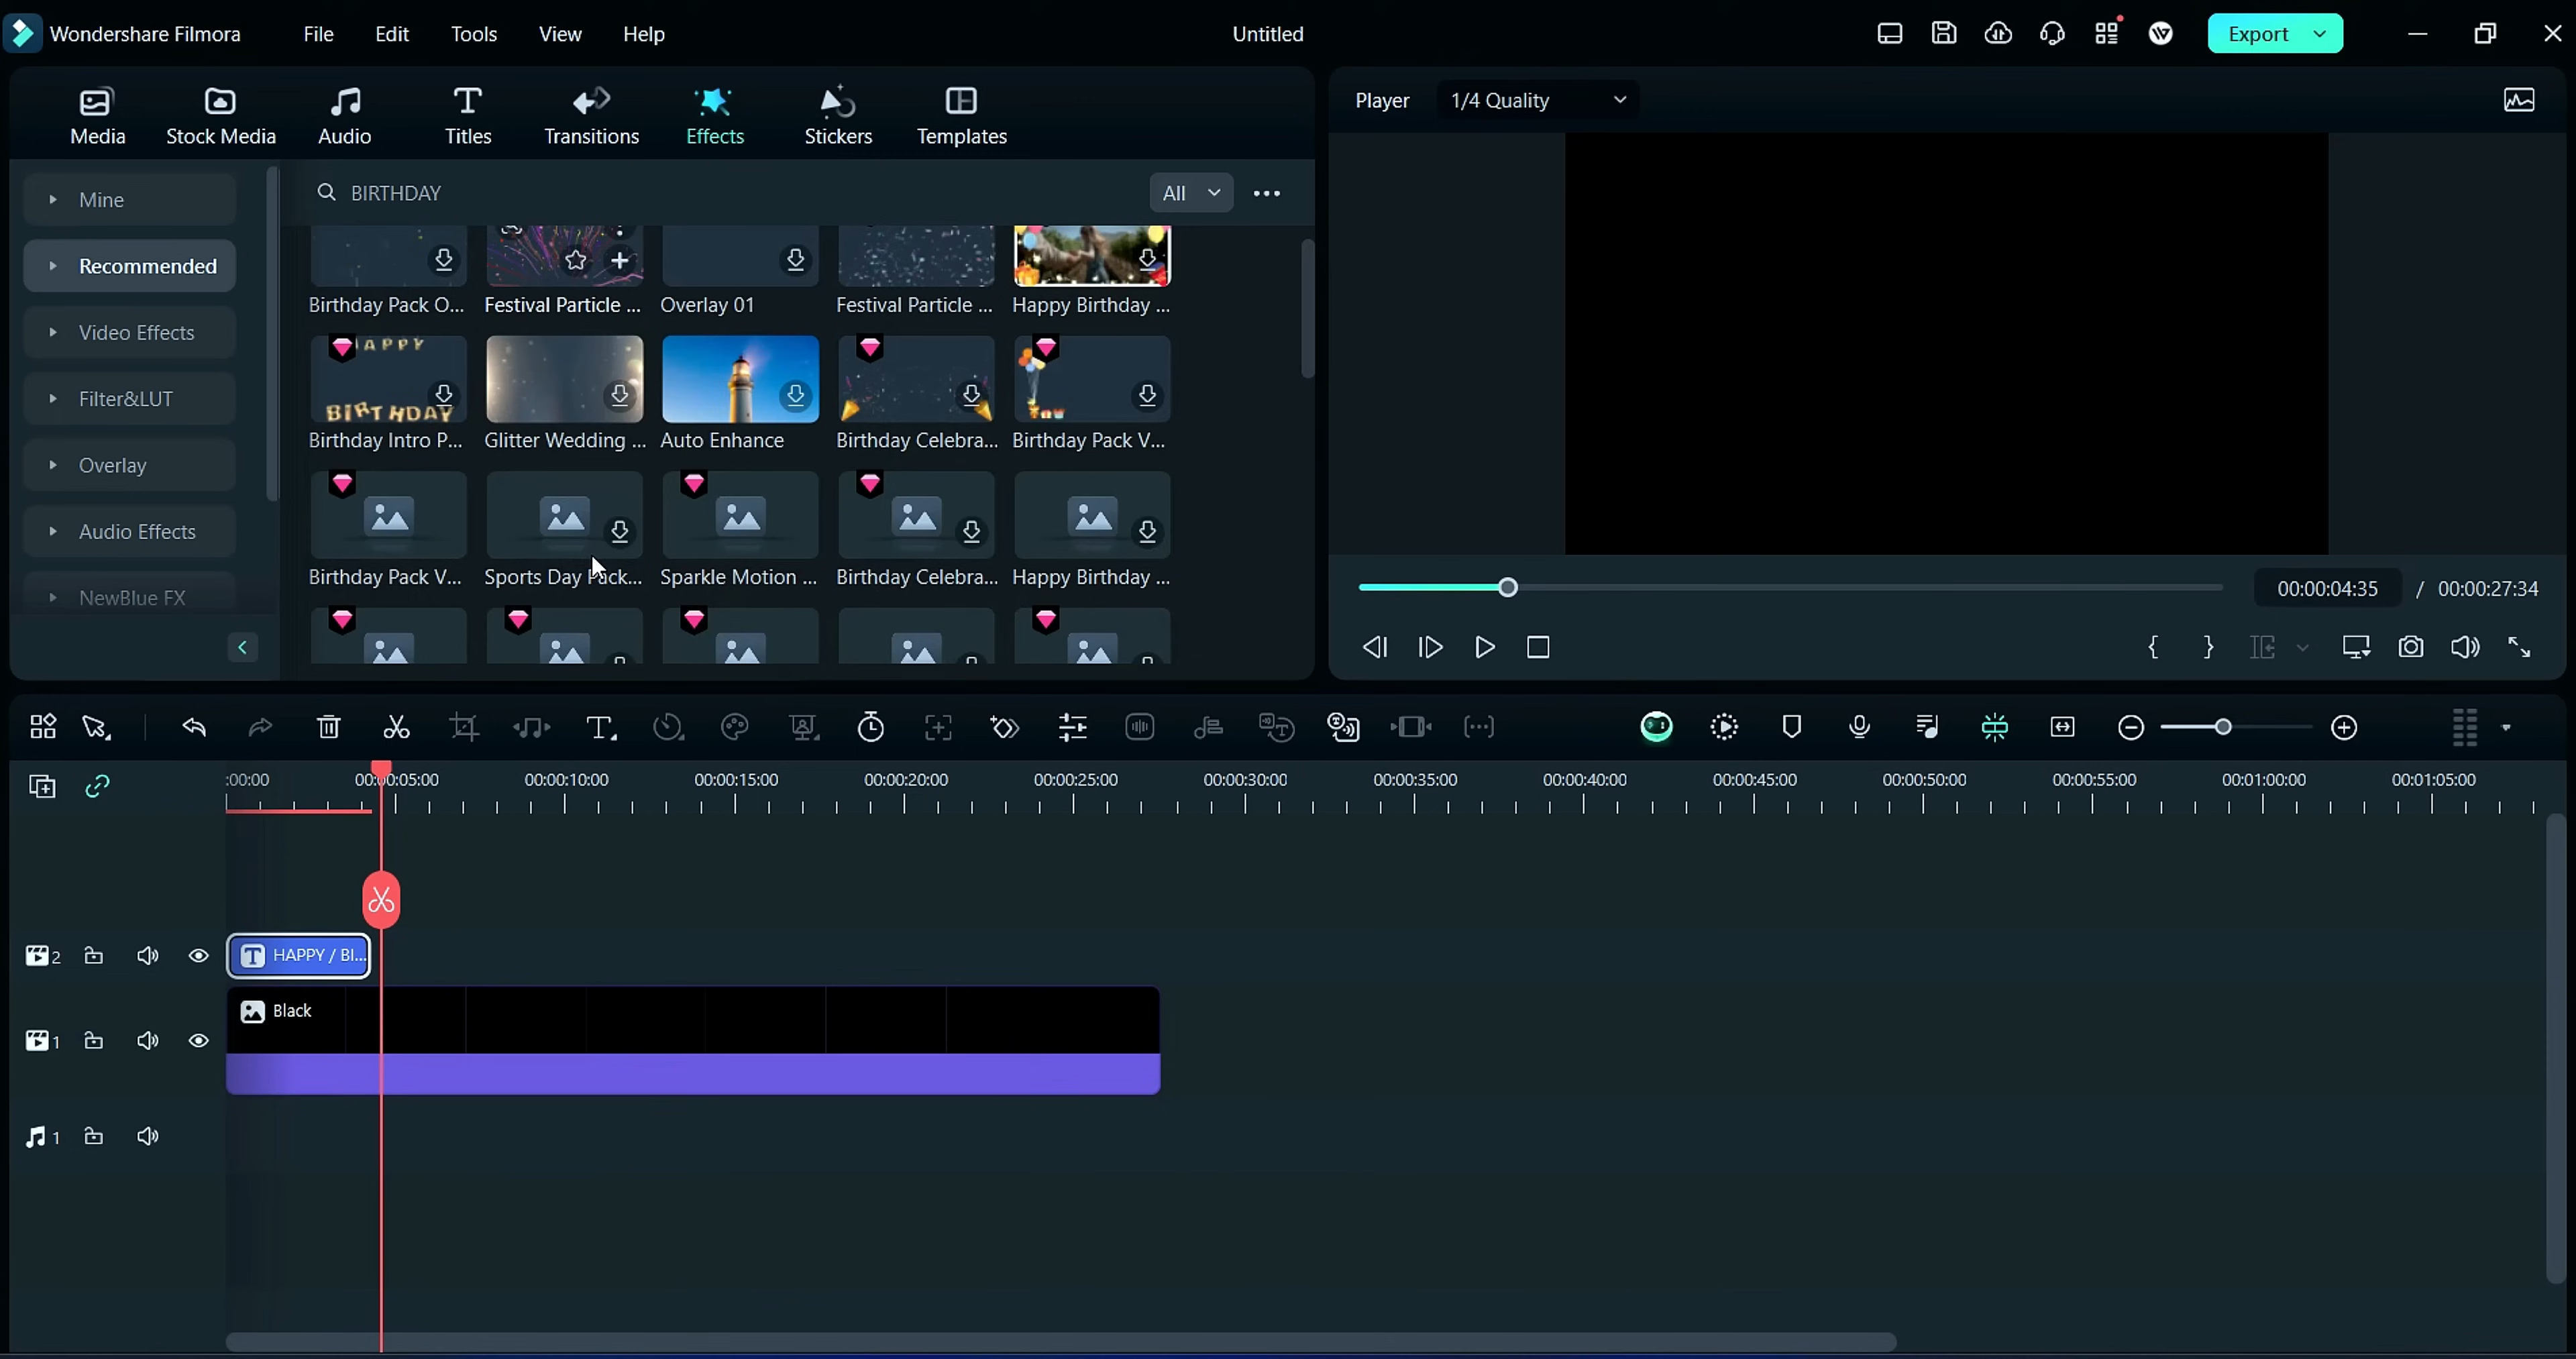 Wondershare Filmora File Edit Tools View Help Untitled Export
Media Stock Media Audio Titles Transitions Effects Stickers Templates
Player 1/4 Quality
BIRTHDAY All
Mine
Recommended
Video Effects
Filter&LUT
Overlay
Audio Effects
NewBlue FX
Birthday Pack O... Festival Particle ... Overlay 01 Festival Particle ... Happy Birthday ...
HAPPY
BIRTHDAY
Birthday Intro P... Glitter Wedding ... Auto Enhance Birthday Celebra... Birthday Pack V...
Birthday Pack V... Sports Day Pack... Sparkle Motion ... Birthday Celebra... Happy Birthday ...
00:00:04:35 / 00:00:27:34
:00:00 00:00:05:00 00:00:10:00 00:00:15:00 00:00:20:00 00:00:25:00 00:00:30:00 00:00:35:00 00:00:40:00 00:00:45:00 00:00:50:00 00:00:55:00 00:01:00:00 00:01:05:00
2 HAPPY / BI...
Black
1
1